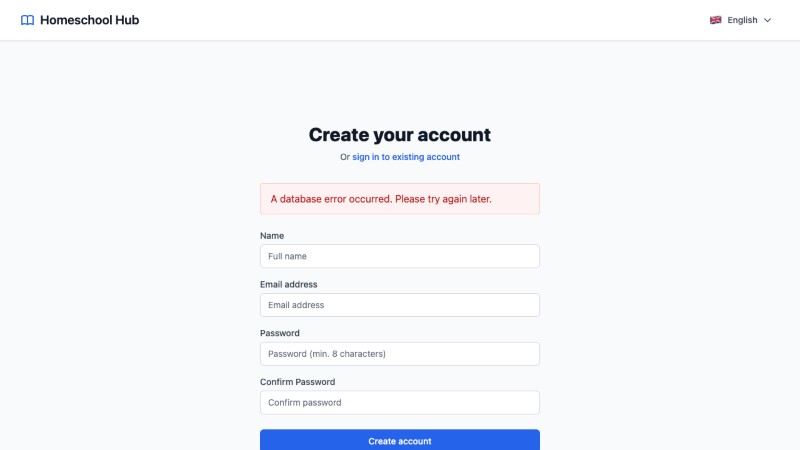 Homeschool Hub
English
Create your account
Or sign in to existing account
A database error occurred. Please try again later.
Name
Full name
Email address
Email address
Password
Password (min. 8 characters)
Confirm Password
Confirm password
Create account